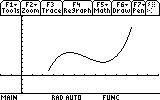 F1 F2 F3 F4 F5 F6 F7
Tools Zoom Trace ReGraph Math Draw Pen
MAIN RAD AUTO FUNC